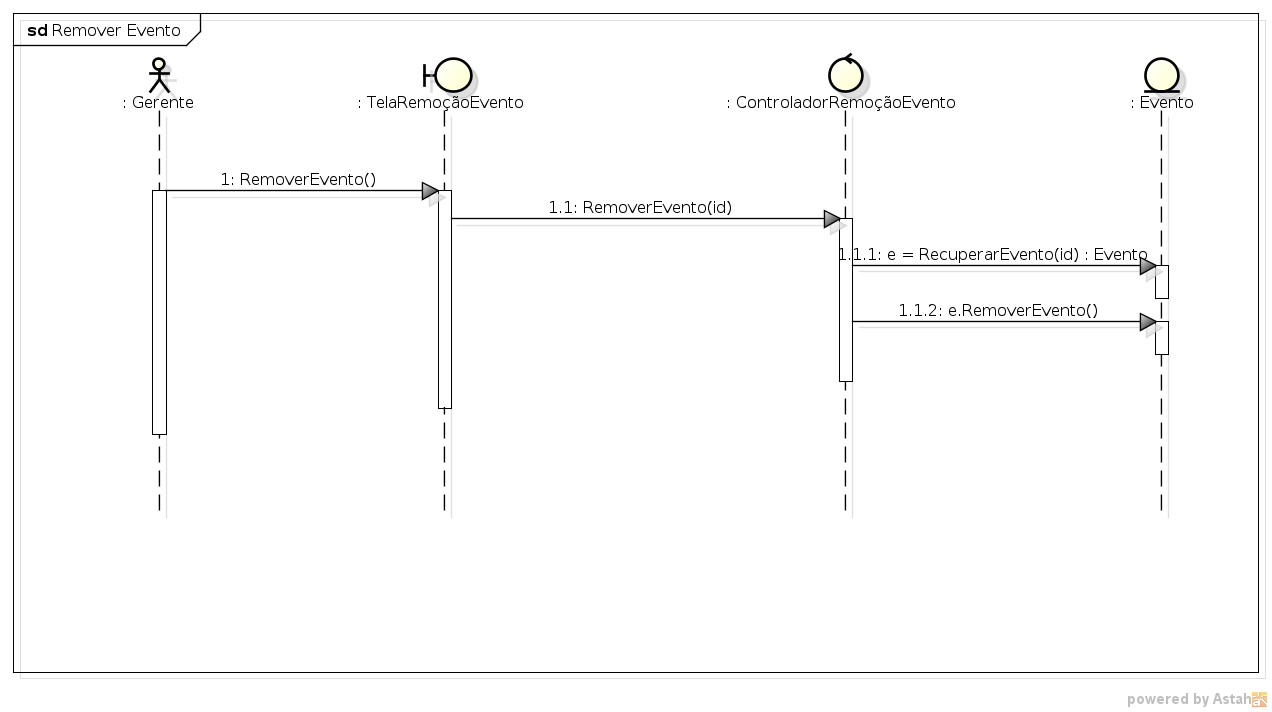 sd Remover Evento
: Gerente
: TelaRemoçãoEvento
: ControladorRemoçãoEvento
: Evento
1: RemoverEvento()
1.1: RemoverEvento(id)
1.1.1: e = RecuperarEvento(id) : Evento
1.1.2: e.RemoverEvento()
powered by Astah